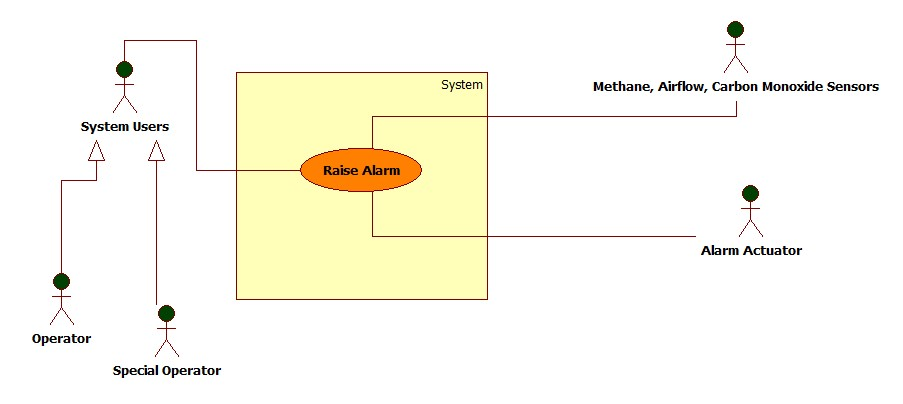 System
Methane, Airflow, Carbon Monoxide Sensors
System Users
Raise Alarm
Alarm Actuator
Operator
Special Operator